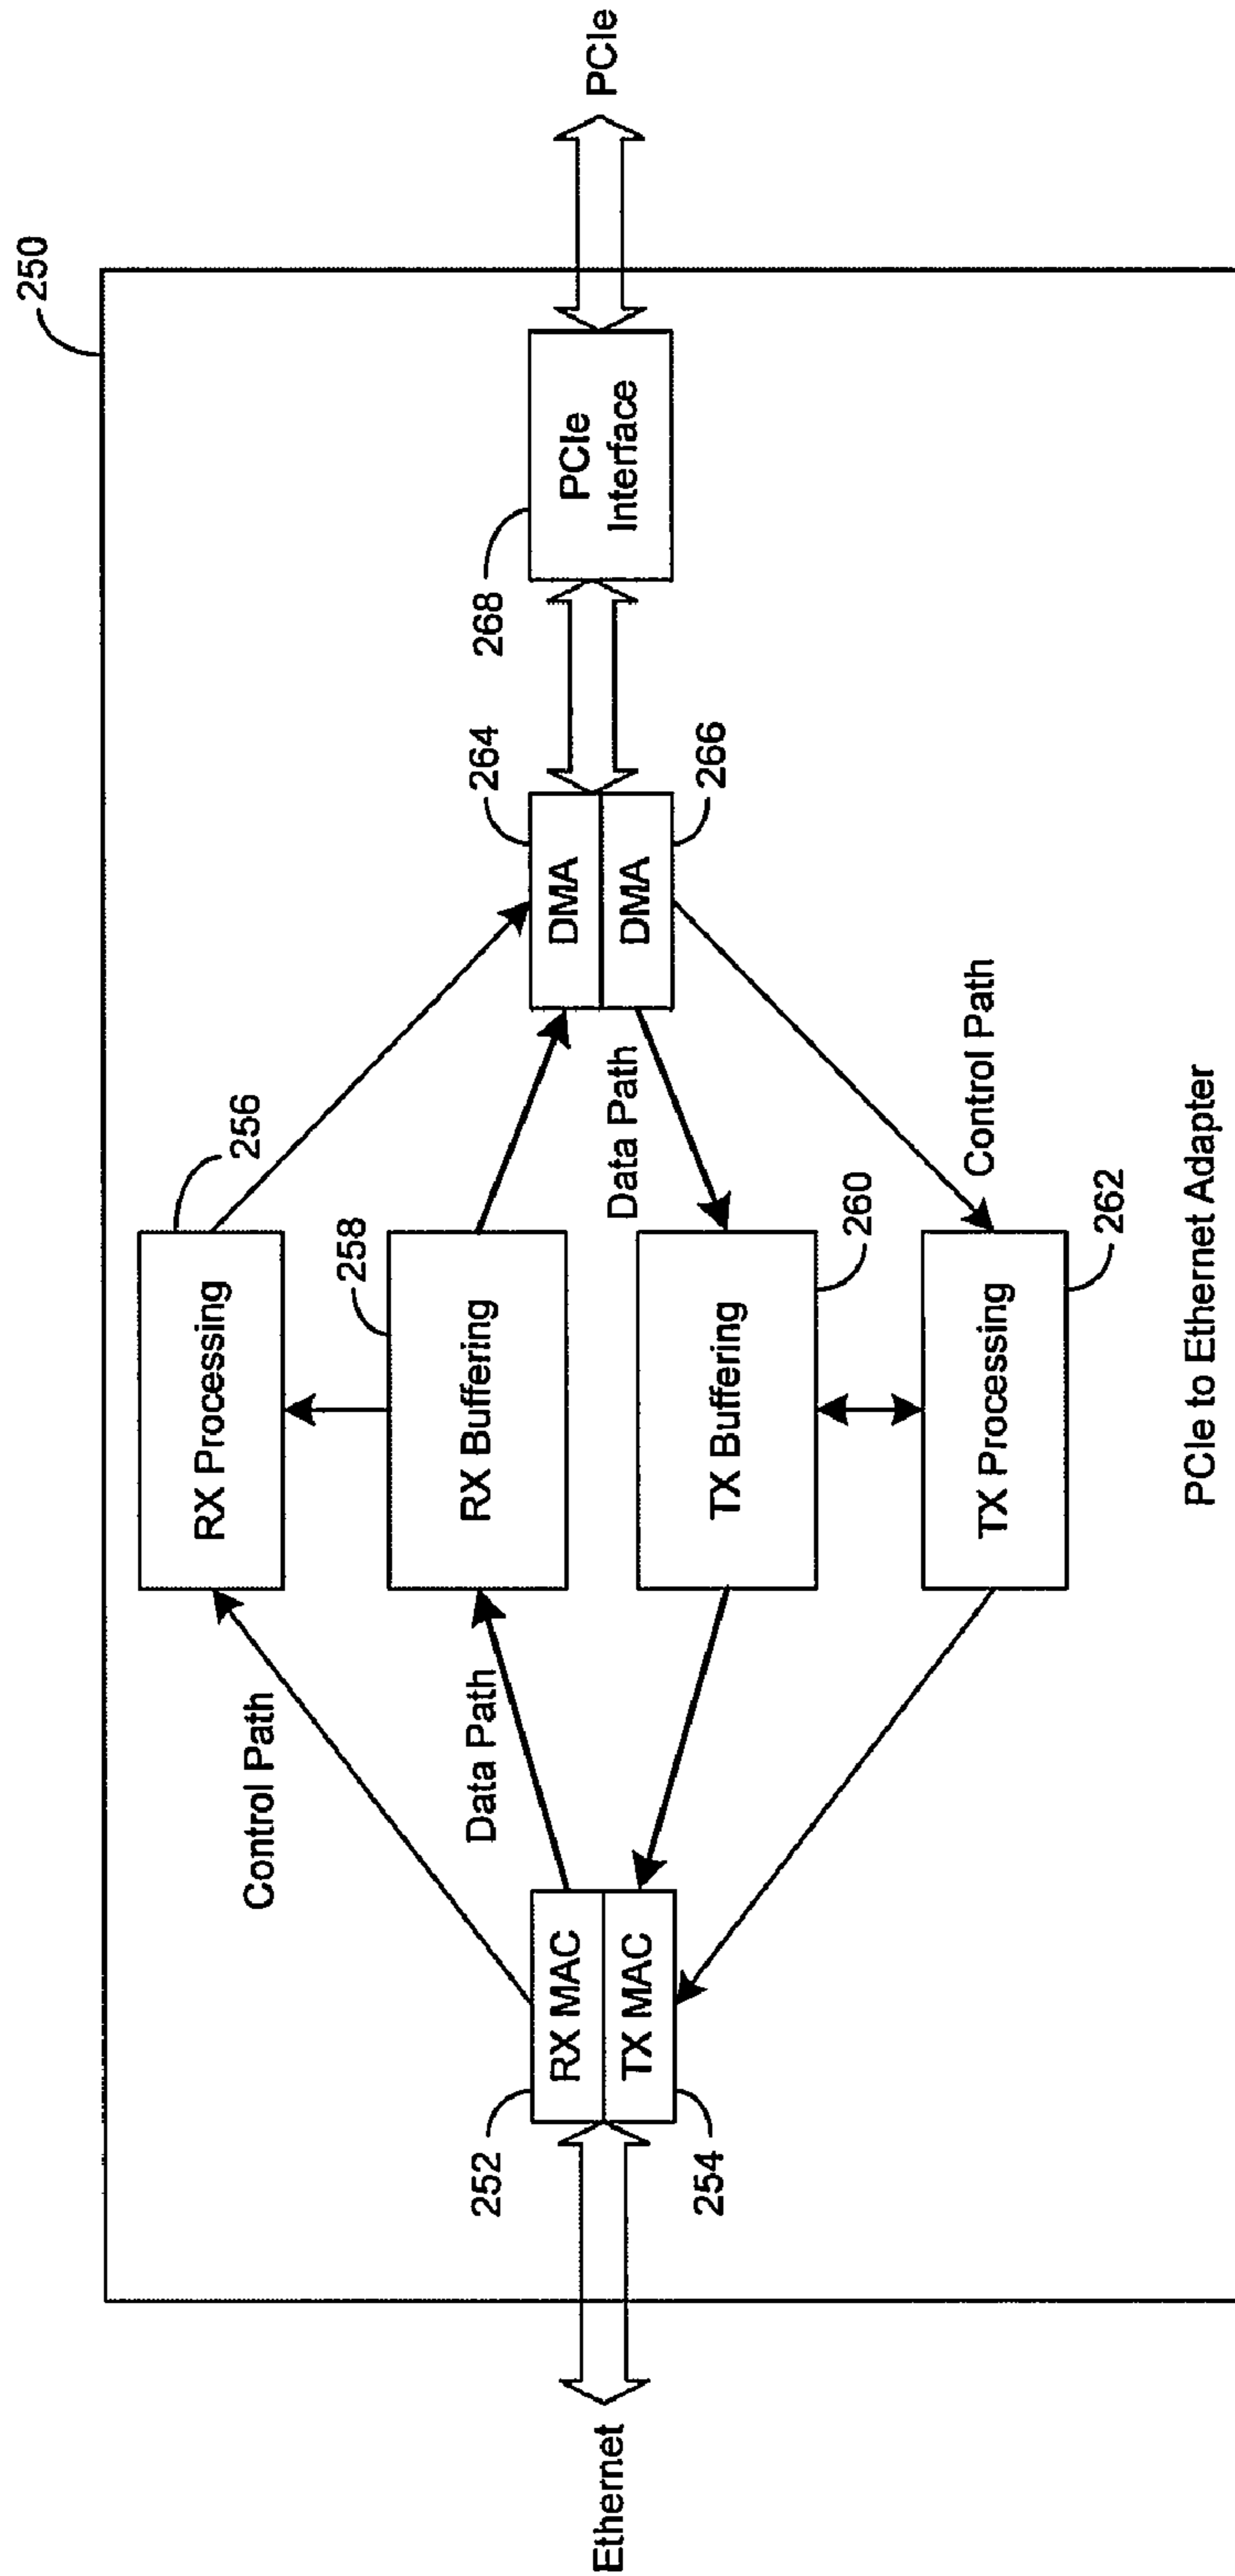 250
Control Path
RX Processing
256
Data Path
RX Buffering
258
Ethernet
252
RX MAC
TX MAC
254
264
DMA
DMA
266
268
PCIe
Interface
PCIe
Data Path
TX Buffering
260
Control Path
TX Processing
262
PCIe to Ethernet Adapter